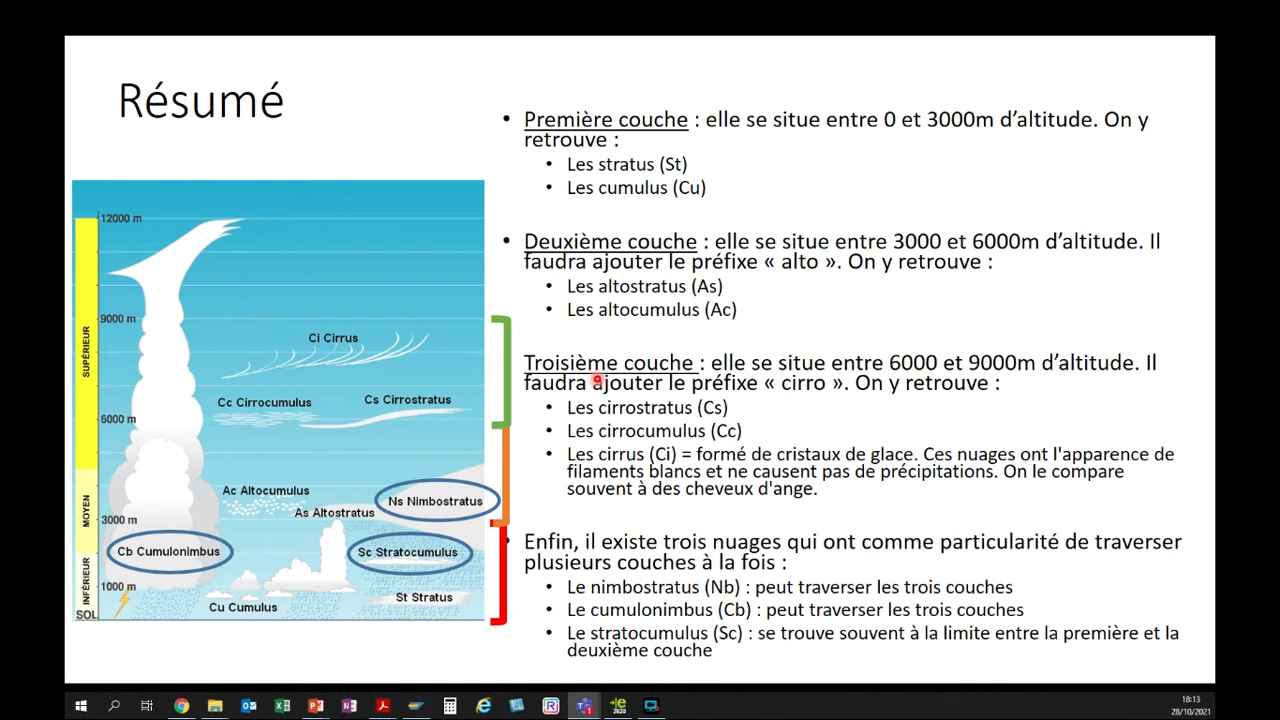 Résumé
• Première couche : elle se situe entre 0 et 3000m d’altitude. On y
retrouve :
• Les stratus (St)
• Les cumulus (Cu)
• Deuxième couche : elle se situe entre 3000 et 6000m d’altitude. Il
faudra ajouter le préfixe « alto ». On y retrouve :
• Les altostratus (As)
• Les altocumulus (Ac)
Troisième couche : elle se situe entre 6000 et 9000m d’altitude. Il
faudra ajouter le préfixe « cirro ». On y retrouve :
• Les cirrostratus (Cs)
• Les cirrocumulus (Cc)
• Les cirrus (Ci) = formé de cristaux de glace. Ces nuages ont l'apparence de
filaments blancs et ne causent pas de précipitations. On le compare
souvent à des cheveux d'ange.
• Enfin, il existe trois nuages qui ont comme particularité de traverser
plusieurs couches à la fois :
• Le nimbostratus (Nb) : peut traverser les trois couches
• Le cumulonimbus (Cb) : peut traverser les trois couches
• Le stratocumulus (Sc) : se trouve souvent à la limite entre la première et la
deuxième couche
12000 m
9000 m
SUPÉRIEUR
Ci Cirrus
Cc Cirrocumulus
Cs Cirrostratus
6000 m
MOYEN
Ac Altocumulus
Ns Nimbostratus
As Altostratus
3000 m
INFÉRIEUR
Cb Cumulonimbus
Sc Stratocumulus
1000 m
Cu Cumulus
St Stratus
SOL
18:13
28/10/2021